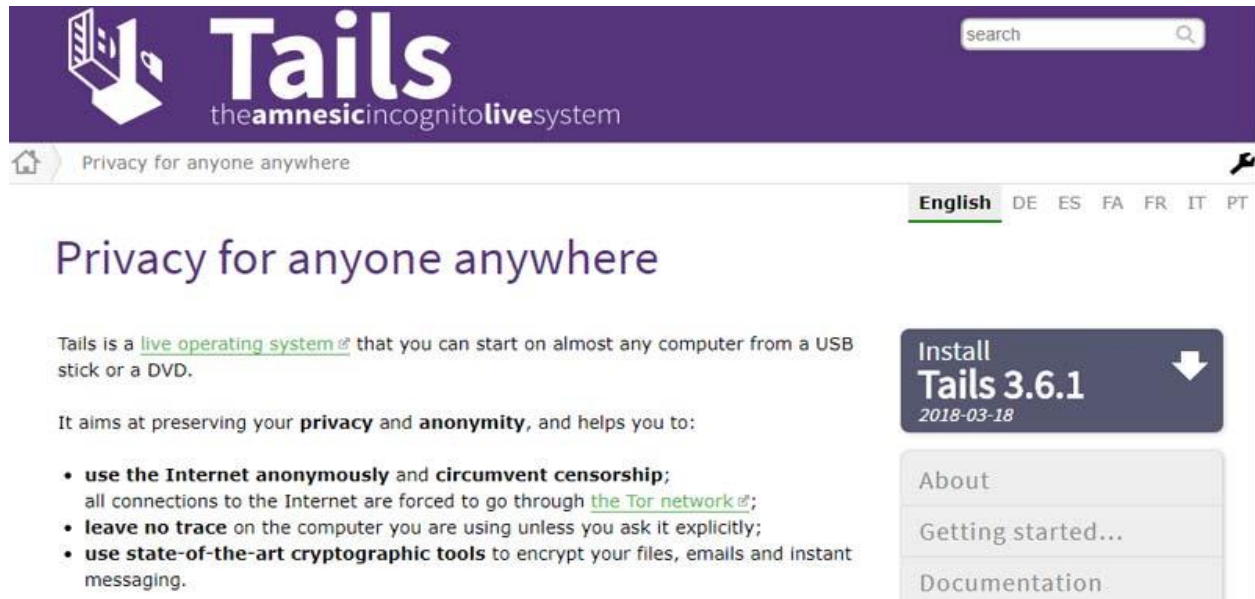 Tails
theamnesicincognitolivesystem
search
Privacy for anyone anywhere
English DE ES FA FR IT PT
Privacy for anyone anywhere
Tails is a live operating system that you can start on almost any computer from a USB
stick or a DVD.
It aims at preserving your privacy and anonymity, and helps you to:
• use the Internet anonymously and circumvent censorship;
all connections to the Internet are forced to go through the Tor network;
• leave no trace on the computer you are using unless you ask it explicitly;
• use state-of-the-art cryptographic tools to encrypt your files, emails and instant
messaging.
Install
Tails 3.6.1
2018-03-18
About
Getting started...
Documentation